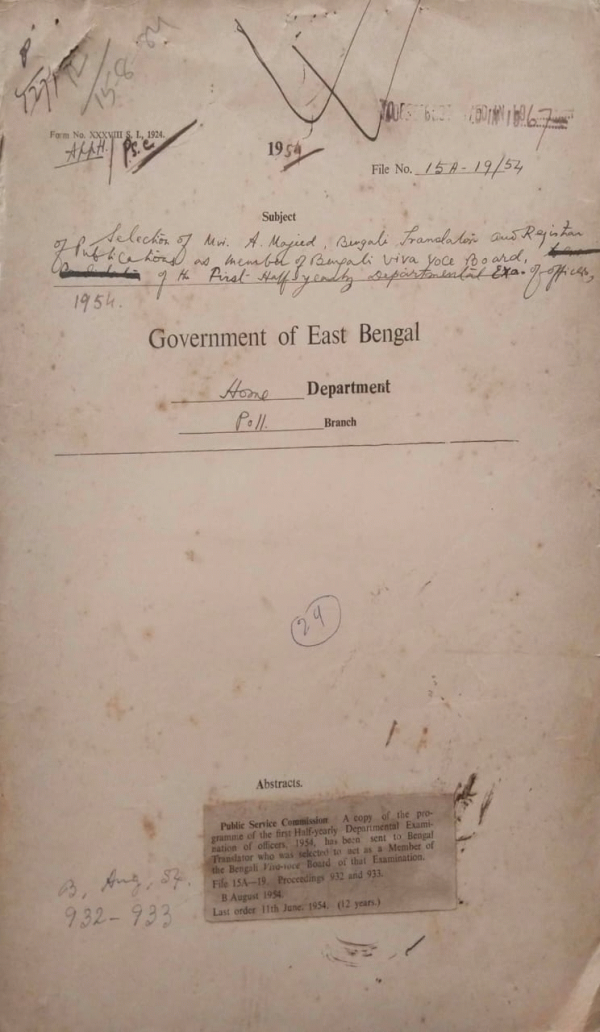 158 54
Form No. XXXVIII S. I., 1924.
P.S.C.
1954
File No. 15A-19/54
Subject
Selection of Mvi. A. Majeed, Bengali Translator and Registrar
of Publications as member of Bengali Viva Voce Board,
of the First Half-yearly Departmental Exa. of officers,
1954.
Government of East Bengal
Home Department
Poll. Branch
24
Abstracts.
Public Service Commission A copy of the pro-
gramme of the first Half-yearly Departmental Exami-
nation of officers, 1954, has been sent to Bengal
Translator who was selected to act as a Member of
the Bengali Viva-voce Board of that Examination.
File 15A—19. Proceedings 932 and 933.
B August 1954.
Last order 11th June, 1954. (12 years.)
B, Aug, 54.
932-933